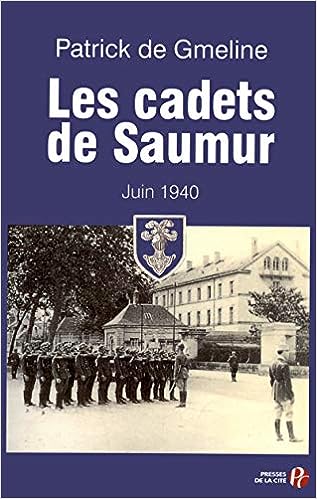 Patrick de Gmeline
Les cadets
de Saumur
Juin 1940
PRESSES
DE LA CITÉ